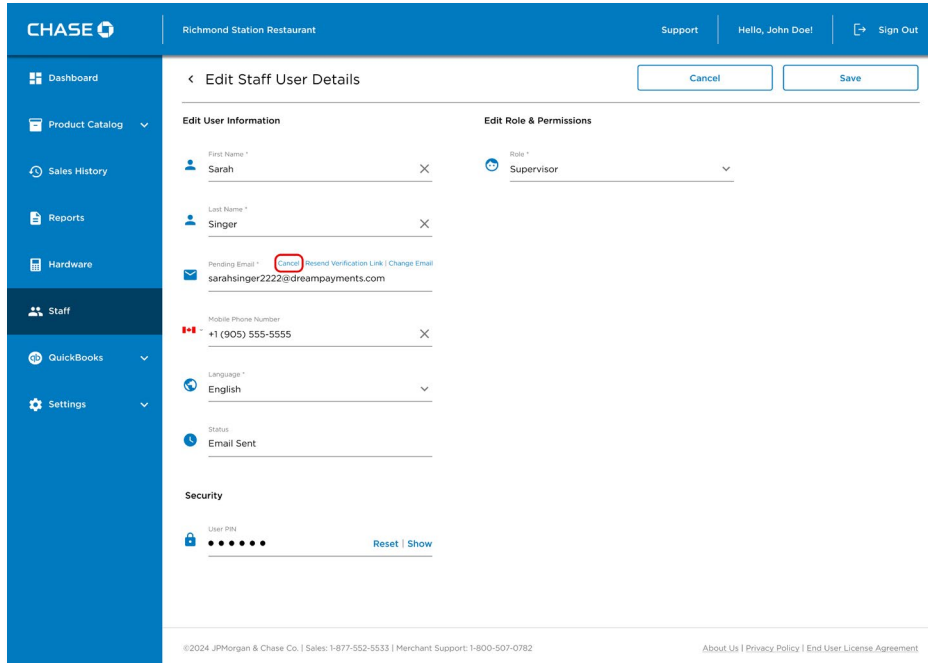 CHASE
Richmond Station Restaurant
Support
Hello, John Doe!
Sign Out
Dashboard
Product Catalog
Sales History
Reports
Hardware
Staff
QuickBooks
Settings
Edit Staff User Details
Cancel
Save
Edit User Information
First Name *
Sarah
Last Name *
Singer
Pending Email * Cancel | Resend Verification Link | Change Email
sarahsinger2222@dreampayments.com
Mobile Phone Number
+1 (905) 555-5555
Language *
English
Status
Email Sent
Security
User PIN
Reset | Show
Edit Role & Permissions
Role *
Supervisor
©2024 JPMorgan & Chase Co. | Sales: 1-877-552-5533 | Merchant Support: 1-800-507-0782
About Us | Privacy Policy | End User License Agreement